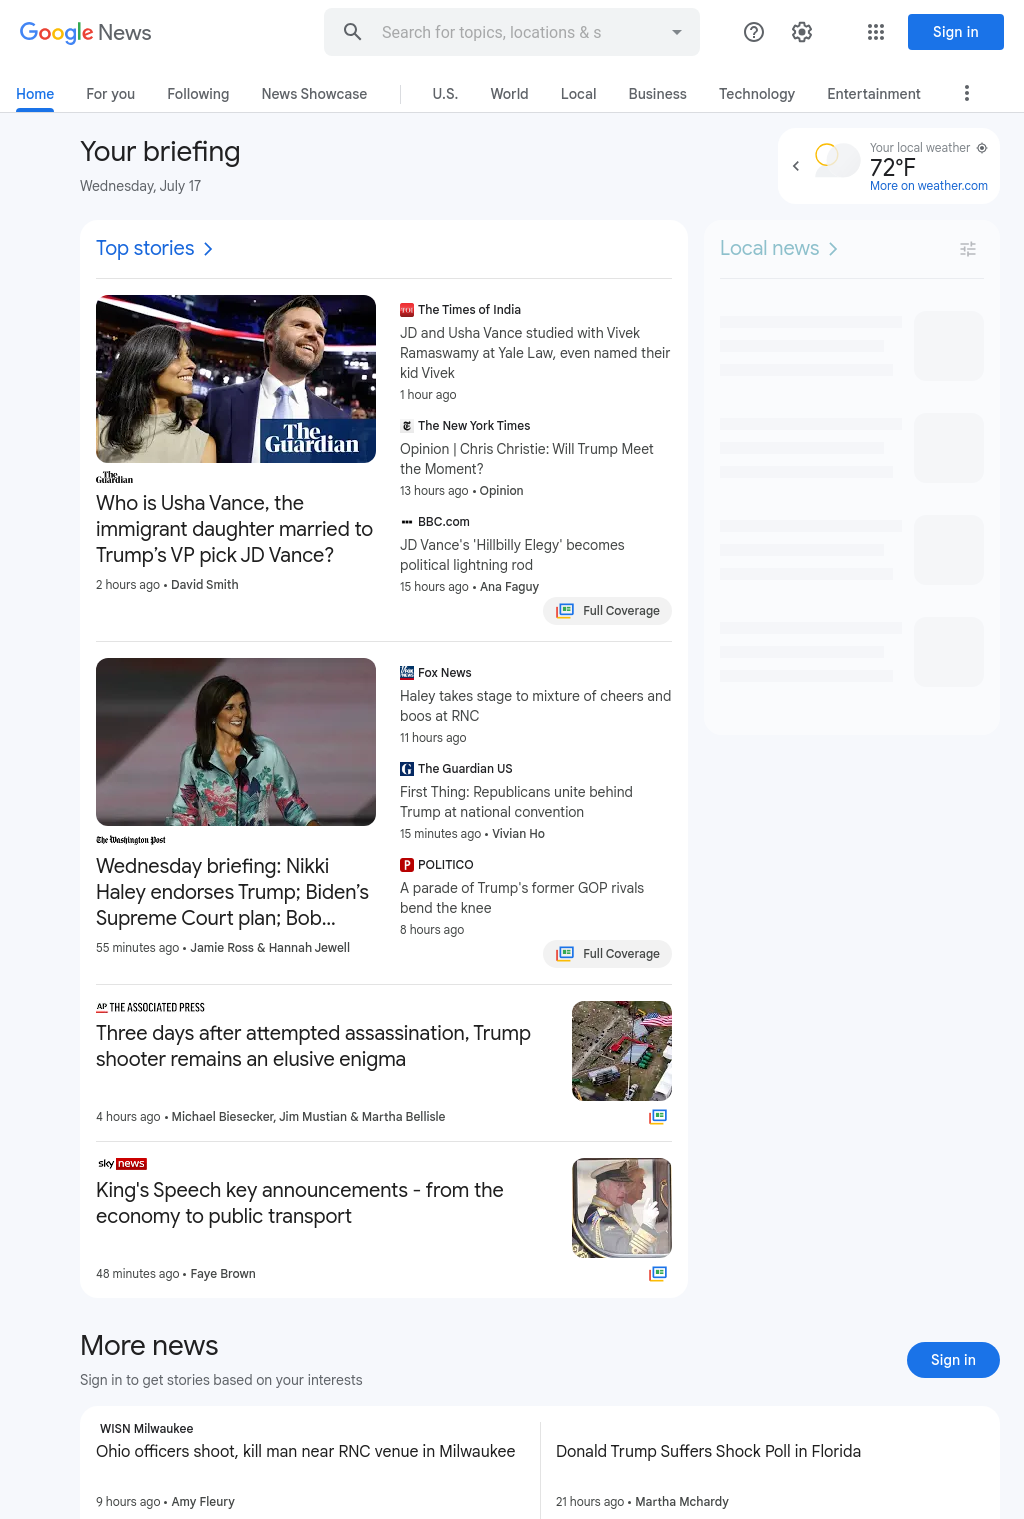 Google News
Search for topics, locations & s
Sign in
Home
For you
Following
News Showcase
U.S.
World
Local
Business
Technology
Entertainment
Your briefing
Wednesday, July 17
Your local weather
72°F
More on weather.com
Top stories
Local news
The Guardian
The Guardian
Who is Usha Vance, the
immigrant daughter married to
Trump’s VP pick JD Vance?
2 hours ago • David Smith
TOI
The Times of India
JD and Usha Vance studied with Vivek
Ramaswamy at Yale Law, even named their
kid Vivek
1 hour ago
The New York Times
Opinion | Chris Christie: Will Trump Meet
the Moment?
13 hours ago • Opinion
BBC.com
JD Vance's 'Hillbilly Elegy' becomes
political lightning rod
15 hours ago • Ana Faguy
Full Coverage
The Washington Post
Wednesday briefing: Nikki
Haley endorses Trump; Biden’s
Supreme Court plan; Bob...
55 minutes ago • Jamie Ross & Hannah Jewell
Fox News
Haley takes stage to mixture of cheers and
boos at RNC
11 hours ago
G
The Guardian US
First Thing: Republicans unite behind
Trump at national convention
15 minutes ago • Vivian Ho
P
POLITICO
A parade of Trump's former GOP rivals
bend the knee
8 hours ago
Full Coverage
AP THE ASSOCIATED PRESS
Three days after attempted assassination, Trump
shooter remains an elusive enigma
4 hours ago • Michael Biesecker, Jim Mustian & Martha Bellisle
sky news
King's Speech key announcements - from the
economy to public transport
48 minutes ago • Faye Brown
More news
Sign in to get stories based on your interests
Sign in
WISN Milwaukee
Ohio officers shoot, kill man near RNC venue in Milwaukee
9 hours ago • Amy Fleury
Donald Trump Suffers Shock Poll in Florida
21 hours ago • Martha Mchardy